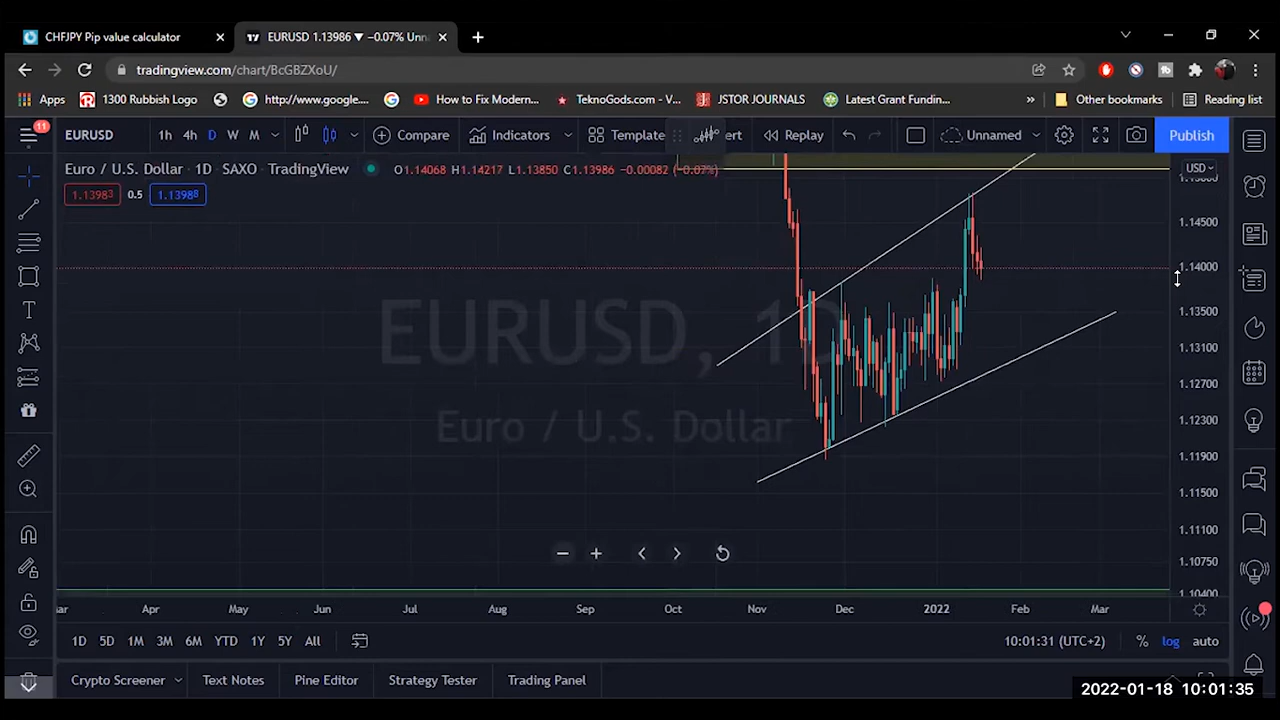 CHFJPY Pip value calculator
EURUSD 1.13986 ▼ −0.07% Unn
tradingview.com/chart/BcGBZXoU/
Apps
1300 Rubbish Logo
http://www.google....
How to Fix Modern...
TeknoGods.com - V...
JSTOR JOURNALS
Latest Grant Fundin...
»
Other bookmarks
Reading list
11
EURUSD
1h 4h D W M
Compare
Indicators
Template
ert
Replay
Unnamed
Publish
Euro / U.S. Dollar · 1D · SAXO · TradingView
O1.14068 H1.14217 L1.13850 C1.13986 −0.00082 (−0.07%)
USD
1.13983 0.5 1.13988
1.14500
1.14000
1.13500
1.13100
1.12700
1.12300
1.11900
1.11500
1.11100
1.10750
1.10400
EURUSD, 1D
Euro / U.S. Dollar
ar Apr May Jun Jul Aug Sep Oct Nov Dec 2022 Feb Mar
1D 5D 1M 3M 6M YTD 1Y 5Y All
10:01:31 (UTC+2)
% log auto
Crypto Screener
Text Notes
Pine Editor
Strategy Tester
Trading Panel
2022-01-18 10:01:35